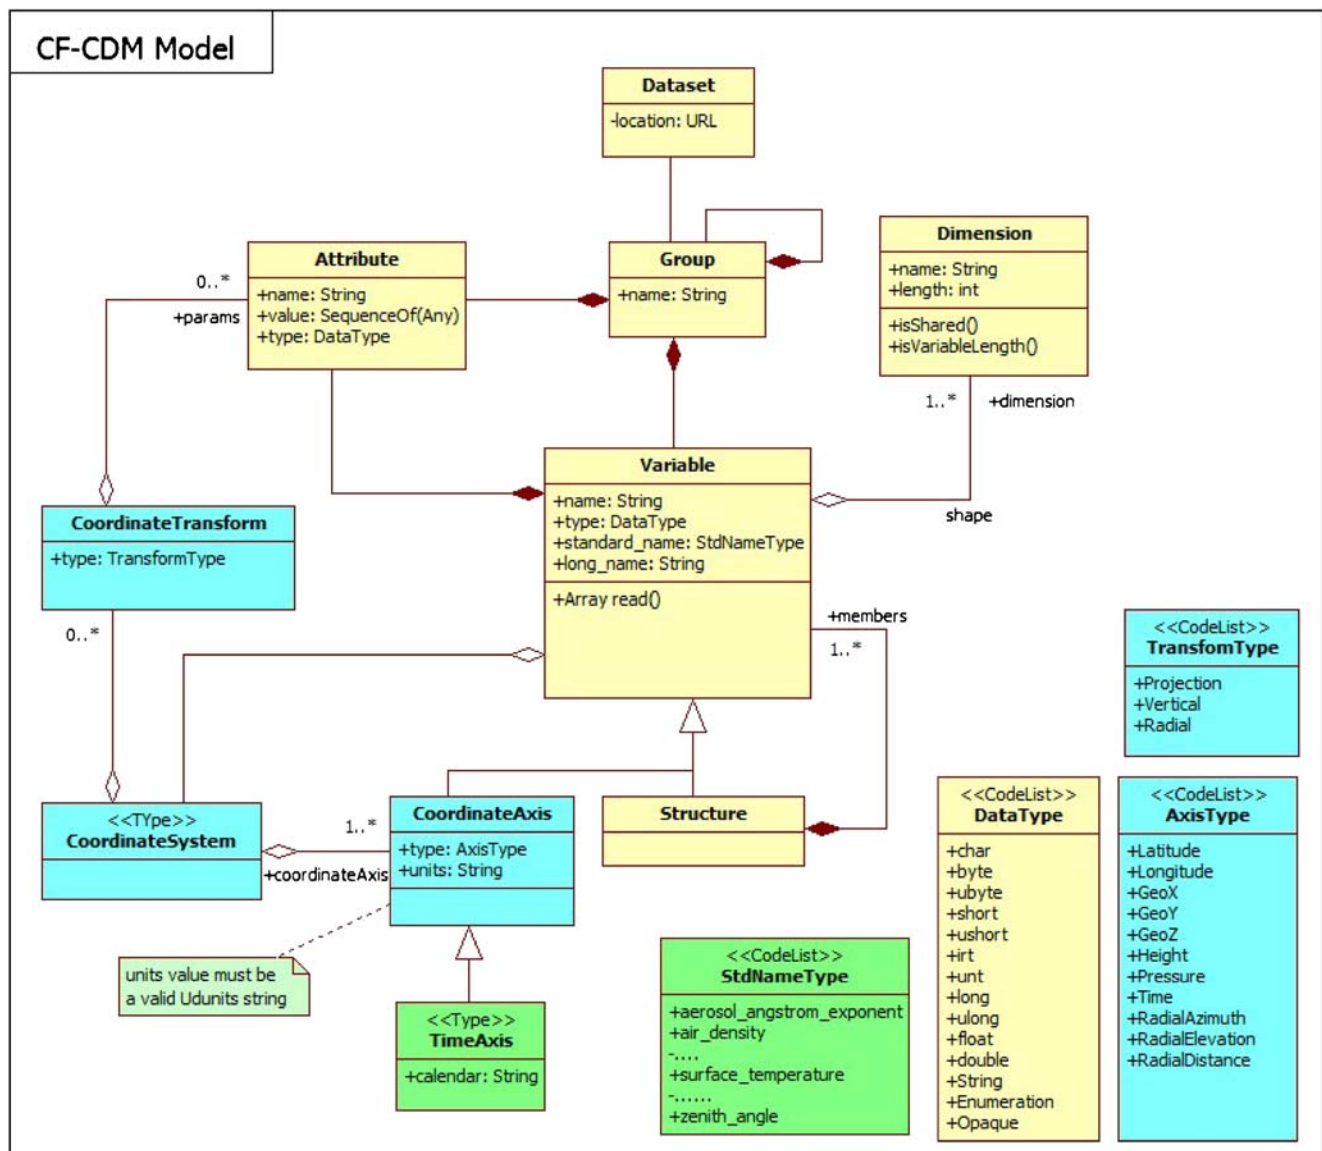 CF-CDM Model
Dataset
-location: URL
Group
+name: String
Dimension
+name: String
+length: int
+isShared()
+isVariableLength()
Attribute
+name: String
+value: SequenceOf(Any)
+type: DataType
0..*
+params
1..*
+dimension
shape
Variable
+name: String
+type: DataType
+standard_name: StdNameType
+long_name: String
+Array read()
CoordinateTransform
+type: TransformType
0..*
+members
1..*
<<CodeList>>
TransfomType
+Projection
+Vertical
+Radial
<<TYpe>>
CoordinateSystem
1..*
+coordinateAxis
CoordinateAxis
+type: AxisType
+units: String
Structure
units value must be
a valid Udunits string
<<Type>>
TimeAxis
+calendar: String
<<CodeList>>
StdNameType
+aerosol_angstrom_exponent
+air_density
-....
+surface_temperature
-......
+zenith_angle
<<CodeList>>
DataType
+char
+byte
+ubyte
+short
+ushort
+irt
+unt
+long
+ulong
+float
+double
+String
+Enumeration
+Opaque
<<CodeList>>
AxisType
+Latitude
+Longitude
+GeoX
+GeoY
+GeoZ
+Height
+Pressure
+Time
+RadialAzimuth
+RadialElevation
+RadialDistance